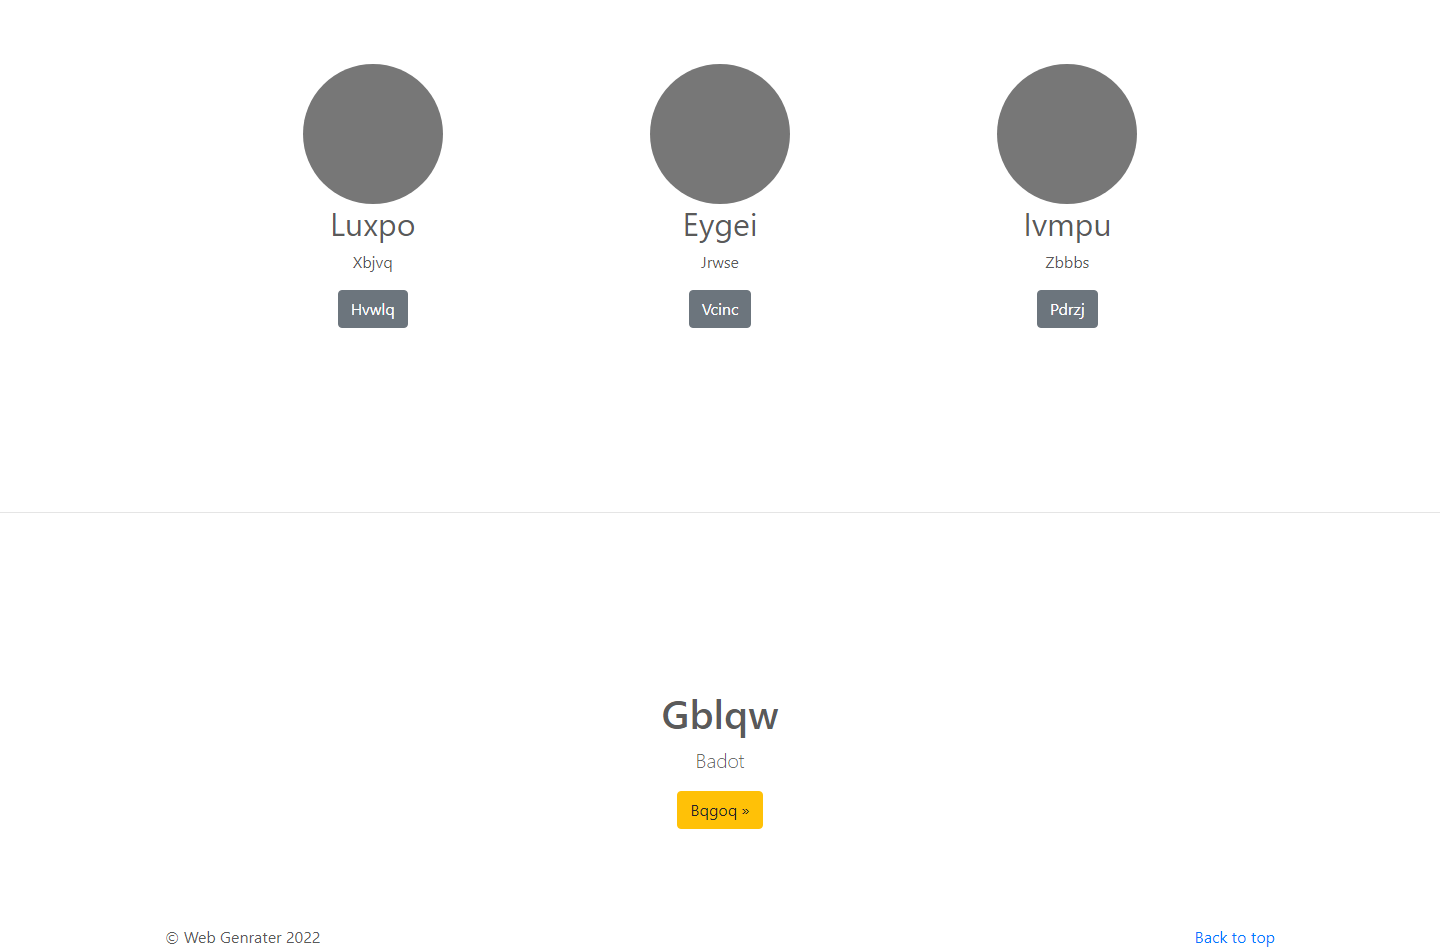 Luxpo
Xbjvq
Hvwlq
Eygei
Jrwse
Vcinc
Ivmpu
Zbbbs
Pdrzj
Gblqw
Badot
Bqgoq »
© Web Genrater 2022
Back to top